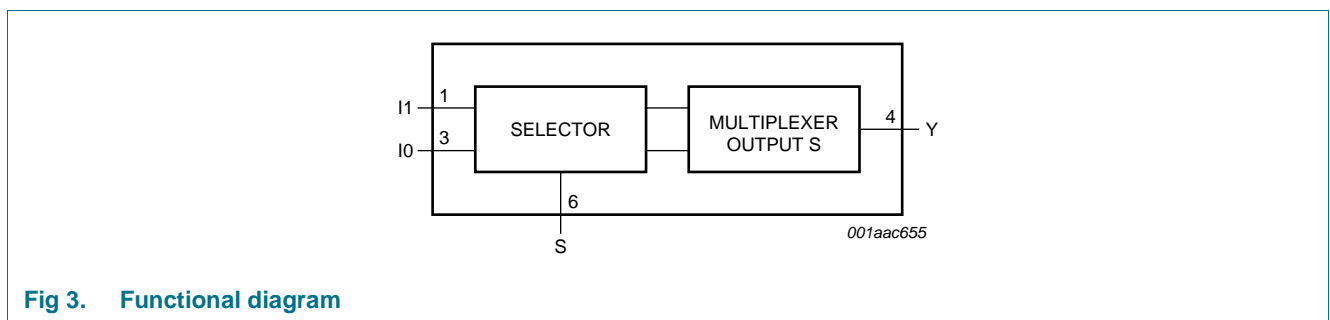 I1
1
I0
3
SELECTOR
MULTIPLEXER
OUTPUT S
4
Y
6
S
001aac655
Fig 3. Functional diagram